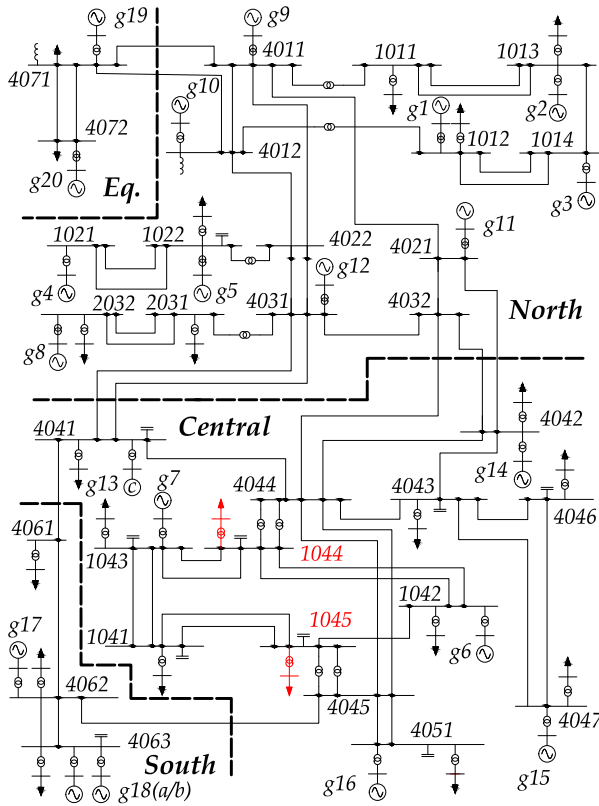 g19
g9
4071
4011
1011
1013
g10
g1
g2
4072
4012
1012
1014
g20
Eq.
g3
g11
1021
1022
4022
4021
g12
g4
g5
2032
2031
4031
4032
North
g8
Central
4041
4042
g13
c
g7
4044
4043
g14
4061
4046
1043
1044
1042
g17
1041
1045
g6
4062
4045
4047
4063
4051
South
g18(a/b)
g16
g15